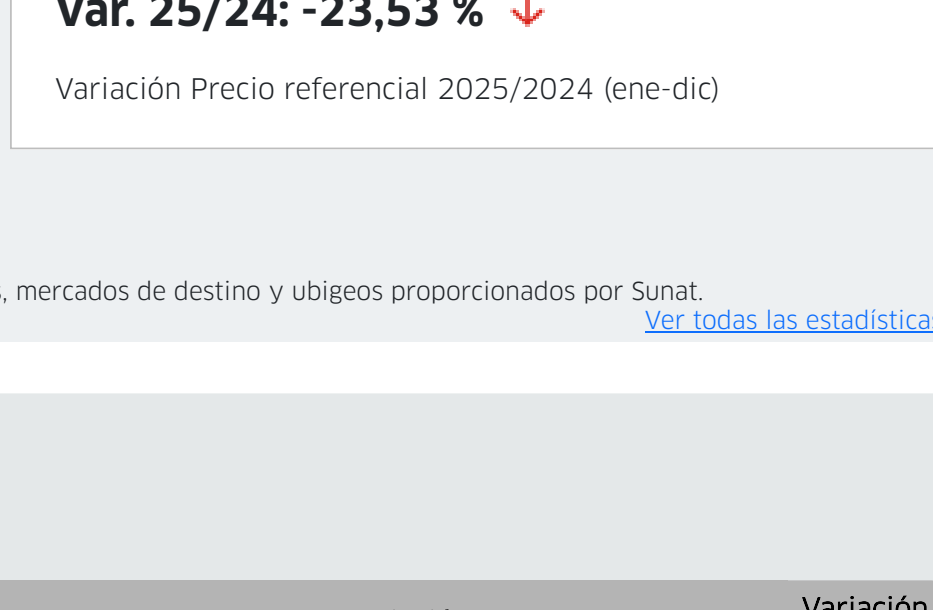 Var. 25/24: -23,53 %
Variación Precio referencial 2025/2024 (ene-dic)
, mercados de destino y ubigeos proporcionados por Sunat.
Ver todas las estadísticas
Variación